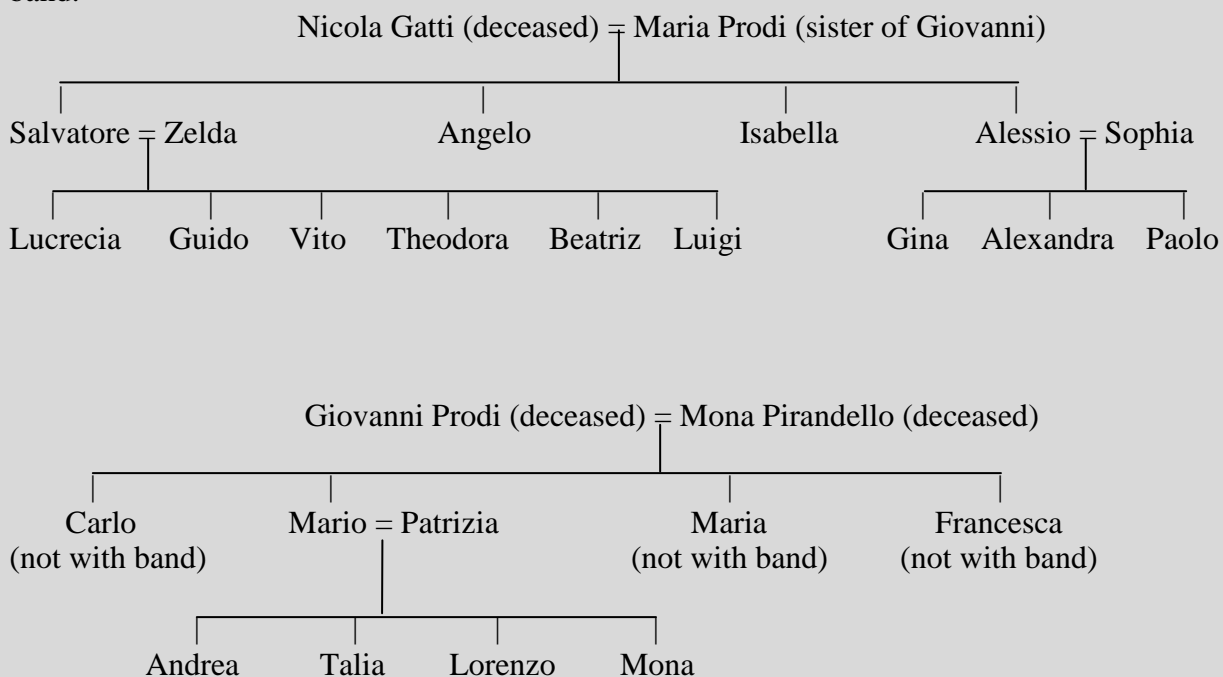 band.
Nicola Gatti (deceased) = Maria Prodi (sister of Giovanni)
Salvatore = Zelda Angelo Isabella Alessio = Sophia
Lucrecia Guido Vito Theodora Beatriz Luigi Gina Alexandra Paolo
Giovanni Prodi (deceased) = Mona Pirandello (deceased)
Carlo Mario = Patrizia Maria Francesca
(not with band) (not with band) (not with band)
Andrea Talia Lorenzo Mona